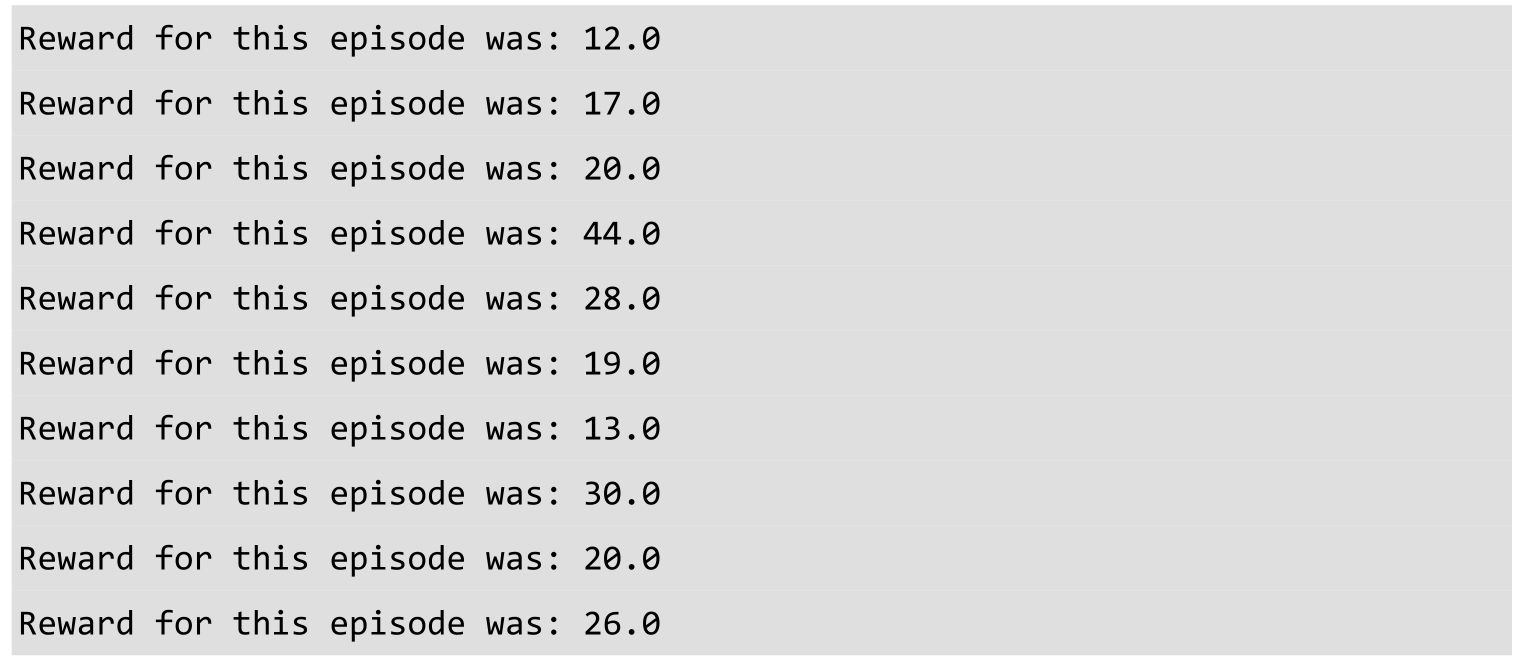 Reward for this episode was: 12.0
Reward for this episode was: 17.0
Reward for this episode was: 20.0
Reward for this episode was: 44.0
Reward for this episode was: 28.0
Reward for this episode was: 19.0
Reward for this episode was: 13.0
Reward for this episode was: 30.0
Reward for this episode was: 20.0
Reward for this episode was: 26.0